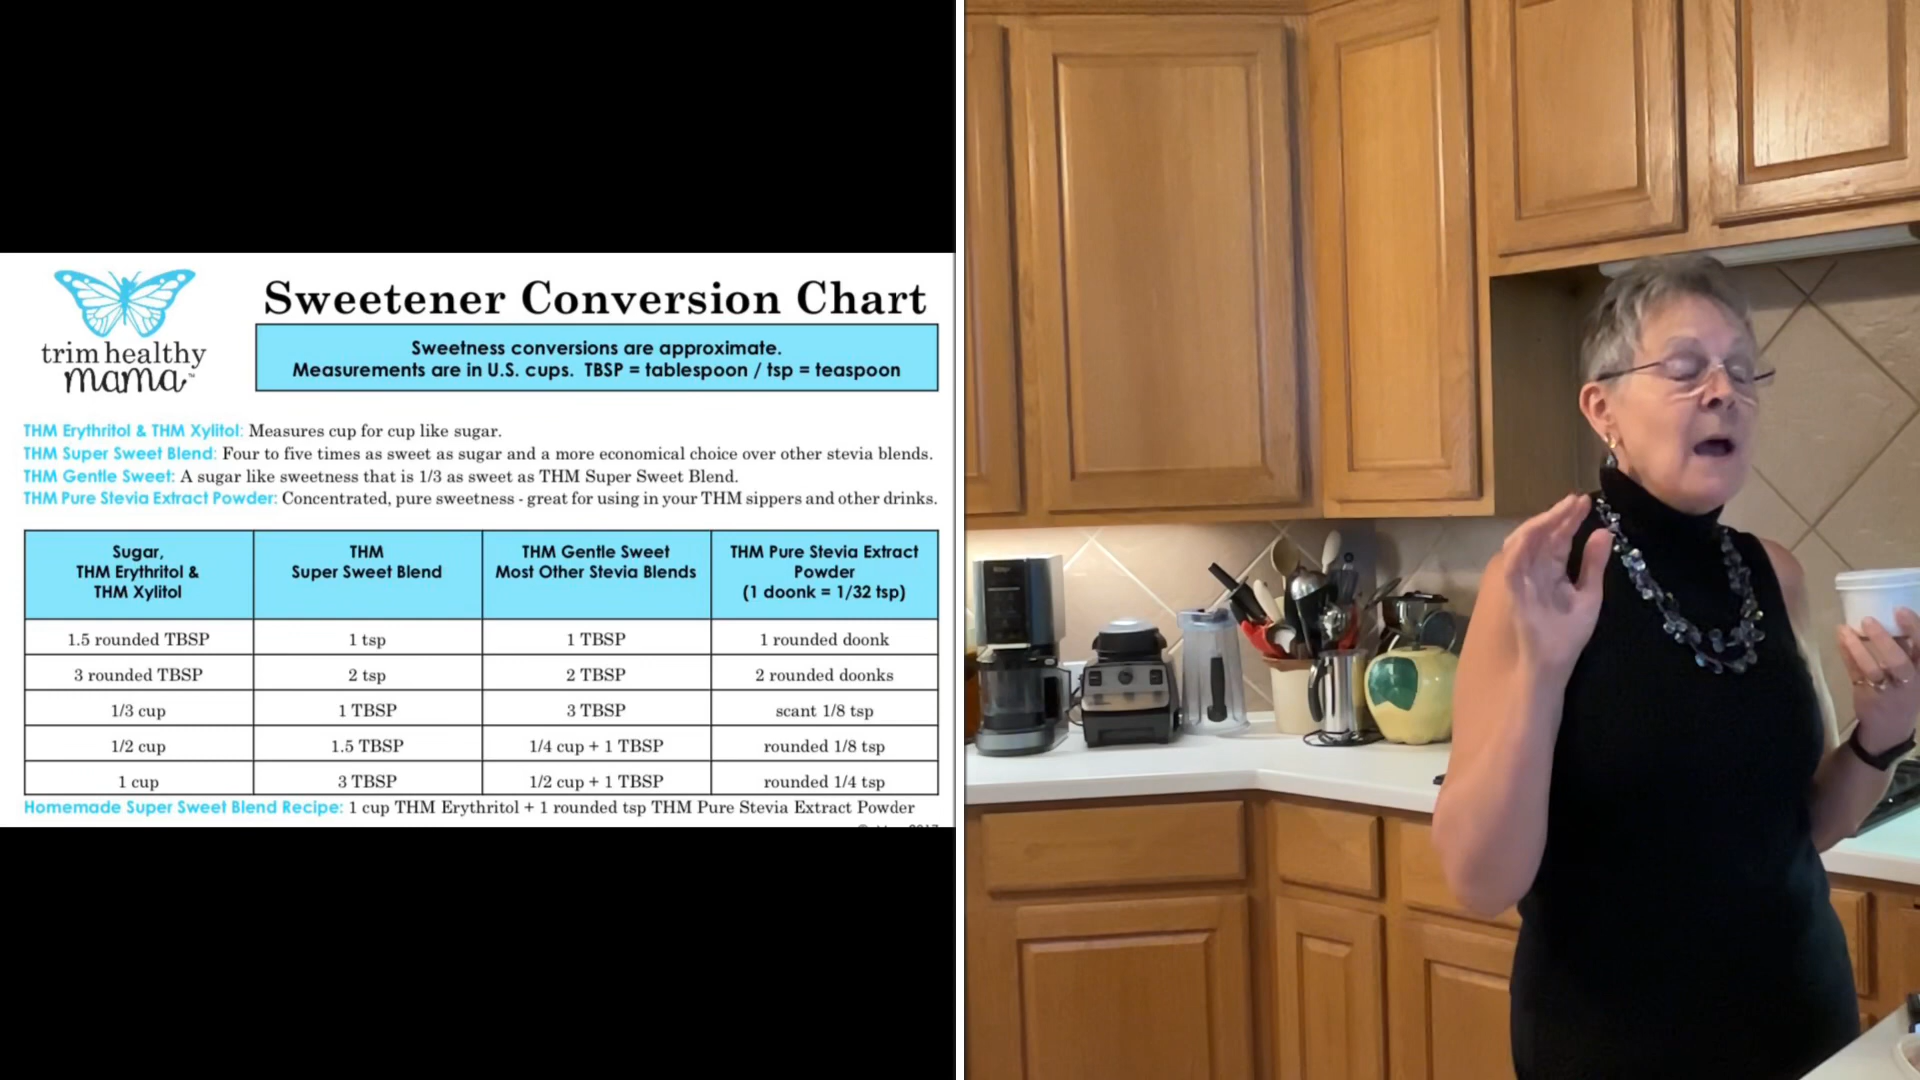 trim healthy
mama
Sweetener Conversion Chart
Sweetness conversions are approximate.
Measurements are in U.S. cups. TBSP = tablespoon / tsp = teaspoon
THM Erythritol & THM Xylitol: Measures cup for cup like sugar.
THM Super Sweet Blend: Four to five times as sweet as sugar and a more economical choice over other stevia blends.
THM Gentle Sweet: A sugar like sweetness that is 1/3 as sweet as THM Super Sweet Blend.
THM Pure Stevia Extract Powder: Concentrated, pure sweetness - great for using in your THM sippers and other drinks.
Sugar,
THM Erythritol &
THM Xylitol
THM
Super Sweet Blend
THM Gentle Sweet
Most Other Stevia Blends
THM Pure Stevia Extract
Powder
(1 doonk = 1/32 tsp)
1.5 rounded TBSP 1 tsp 1 TBSP 1 rounded doonk
3 rounded TBSP 2 tsp 2 TBSP 2 rounded doonks
1/3 cup 1 TBSP 3 TBSP scant 1/8 tsp
1/2 cup 1.5 TBSP 1/4 cup + 1 TBSP rounded 1/8 tsp
1 cup 3 TBSP 1/2 cup + 1 TBSP rounded 1/4 tsp
Homemade Super Sweet Blend Recipe: 1 cup THM Erythritol + 1 rounded tsp THM Pure Stevia Extract Powder